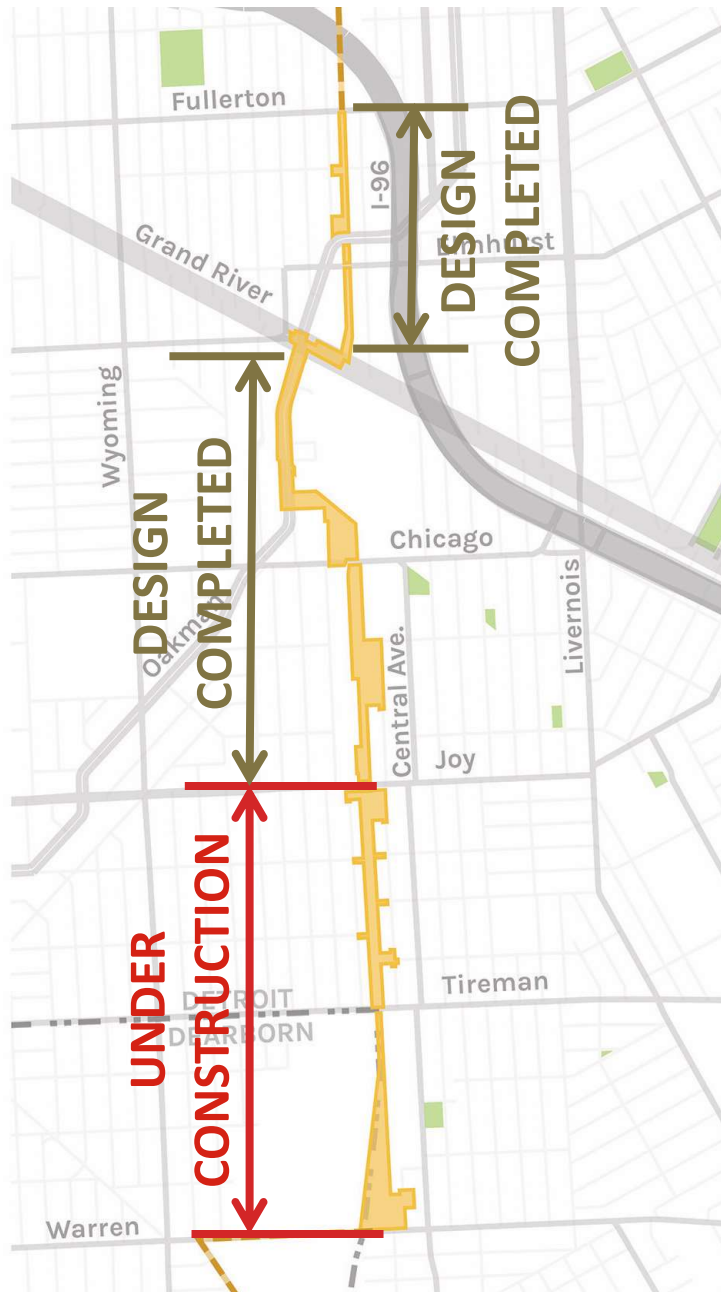 Fullerton
I-96
DESIGN
COMPLETED
Elmhurst
Grand River
Wyoming
DESIGN
COMPLETED
Chicago
Oakman
Livernois
Central Ave.
Joy
UNDER
CONSTRUCTION
Tireman
DETROIT
DEARBORN
Warren